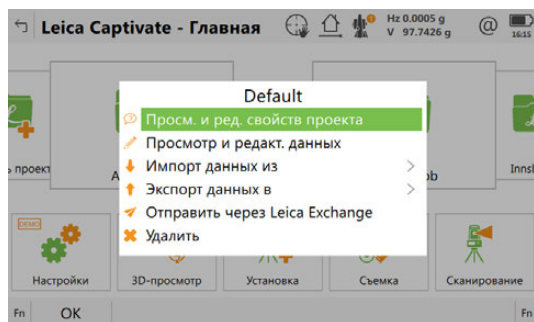 Leica Captivate - Главная
Hz 0.0005 g
V 97.7426 g
@
16:15
Default
Просм. и ред. свойств проекта
Просмотр и редакт. данных
Импорт данных из
Экспорт данных в
Отправить через Leica Exchange
Удалить
проект
A
ob
Innsl
DEMO
Настройки
3D-просмотр
Установка
Съемка
Сканирование
Fn
OK
Fn